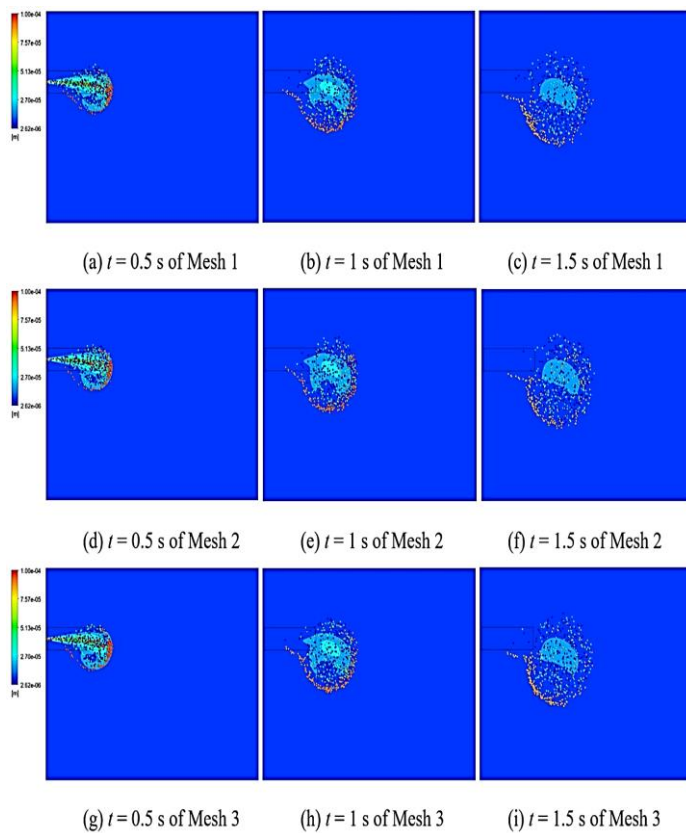 1.00e-04
7.57e-05
5.13e-05
2.70e-05
2.62e-06
[m]
(a) t = 0.5 s of Mesh 1 (b) t = 1 s of Mesh 1 (c) t = 1.5 s of Mesh 1
1.00e-04
7.57e-05
5.13e-05
2.70e-05
2.62e-06
[m]
(d) t = 0.5 s of Mesh 2 (e) t = 1 s of Mesh 2 (f) t = 1.5 s of Mesh 2
1.00e-04
7.57e-05
5.13e-05
2.70e-05
2.62e-06
[m]
(g) t = 0.5 s of Mesh 3 (h) t = 1 s of Mesh 3 (i) t = 1.5 s of Mesh 3